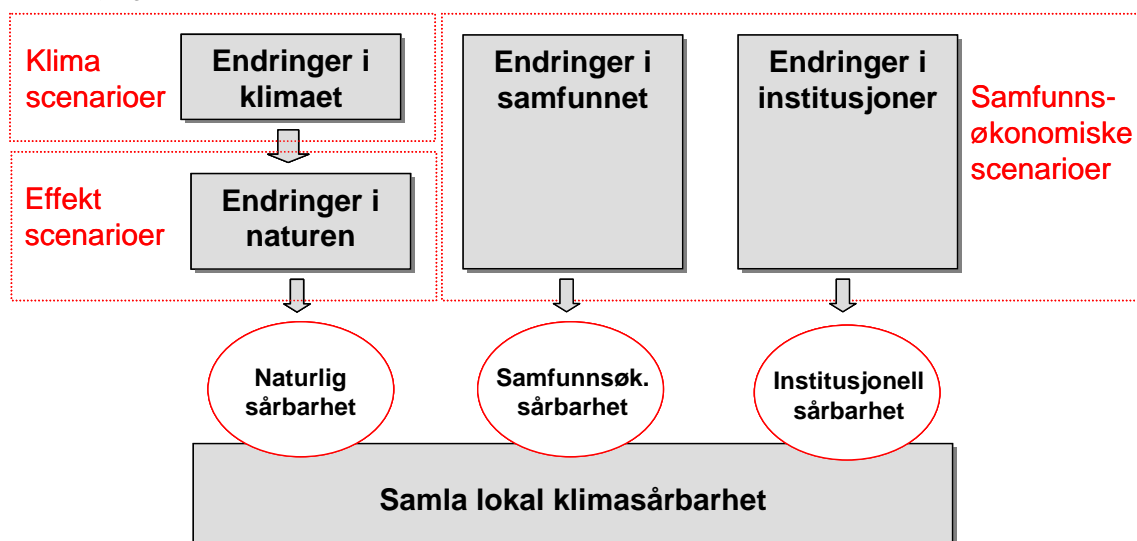 Klima
scenarioer
Endringer i
klimaet
Endringer i
samfunnet
Endringer i
institusjoner
Samfunns-
økonomiske
scenarioer
Effekt
scenarioer
Endringer i
naturen
Naturlig
sårbarhet
Samfunnsøk.
sårbarhet
Institusjonell
sårbarhet
Samla lokal klimasårbarhet